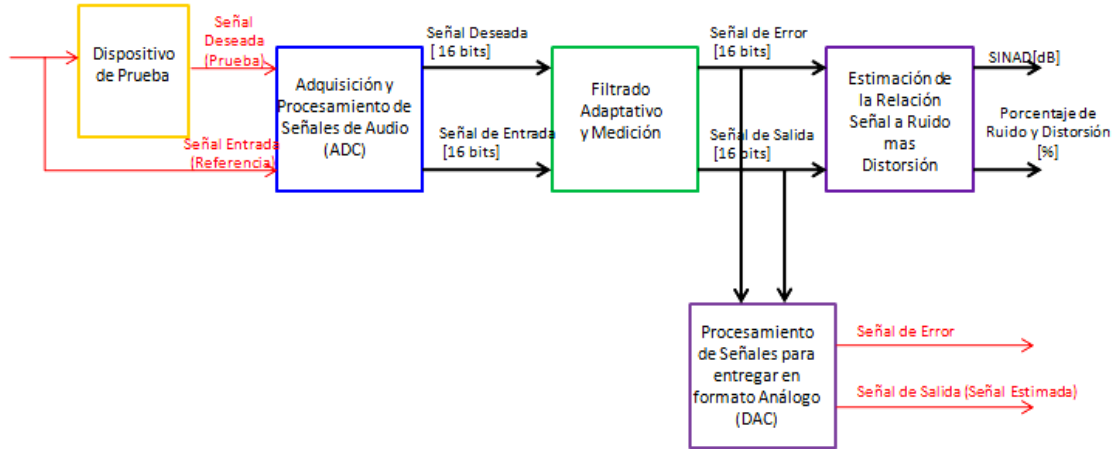 Dispositivo
de Prueba
Señal
Deseada
(Prueba)
Señal Entrada
(Referencia)
Adquisición y
Procesamiento de
Señales de Audio
(ADC)
Señal Deseada
[ 16 bits]
Señal de Entrada
[16 bits]
Filtrado
Adaptativo
y Medición
Señal de Error
[16 bits]
Señal de Salida
[16 bits]
Estimación de
la Relación
Señal a Ruido
mas
Distorsión
SINAD[dB]
Porcentaje de
Ruido y Distorsión
[%]
Procesamiento
de Señales para
entregar en
formato Análogo
(DAC)
Señal de Error
Señal de Salida (Señal Estimada)